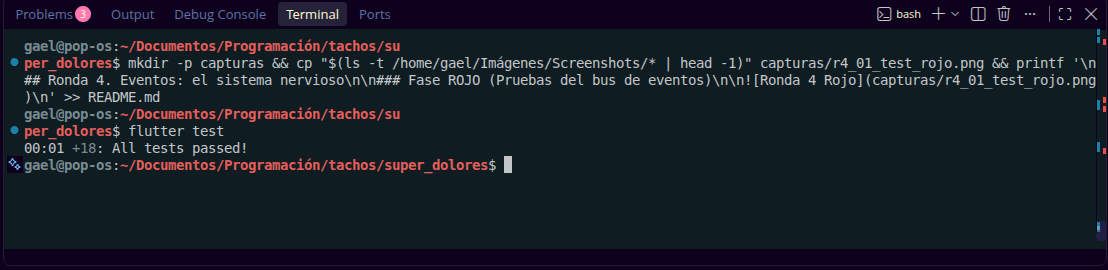 Problems 3 Output Debug Console Terminal Ports bash
gael@pop-os:~/Documentos/Programación/tachos/su
per_dolores$ mkdir -p capturas && cp "$(ls -t /home/gael/Imágenes/Screenshots/* | head -1)" capturas/r4_01_test_rojo.png && printf '\n
## Ronda 4. Eventos: el sistema nervioso\n\n### Fase ROJO (Pruebas del bus de eventos)\n\n![Ronda 4 Rojo](capturas/r4_01_test_rojo.png
)\n' >> README.md
gael@pop-os:~/Documentos/Programación/tachos/su
per_dolores$ flutter test
00:01 +18: All tests passed!
gael@pop-os:~/Documentos/Programación/tachos/super_dolores$